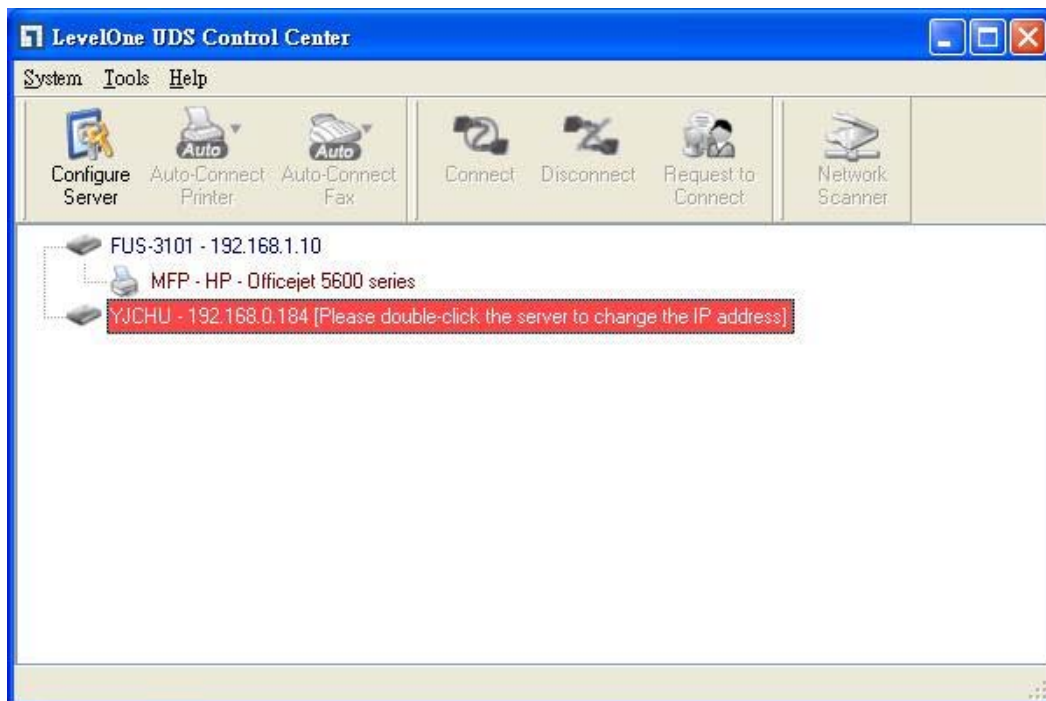 LevelOne UDS Control Center
System Tools Help
Configure Server
Auto
Auto-Connect Printer
Auto
Auto-Connect Fax
Connect
Disconnect
Request to Connect
Network Scanner
FUS-3101 - 192.168.1.10
MFP - HP - Officejet 5600 series
YJCHU - 192.168.0.184 [Please double-click the server to change the IP address]